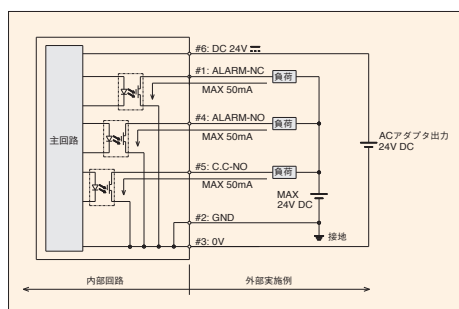 #6: DC 24V
#1: ALARM-NC
負荷
MAX 50mA
#4: ALARM-NO
負荷
MAX 50mA
主回路
ACアダプタ出力
24V DC
#5: C.C-NO
負荷
MAX 50mA
MAX
24V DC
#2: GND
接地
#3: 0V
内部回路
外部実施例